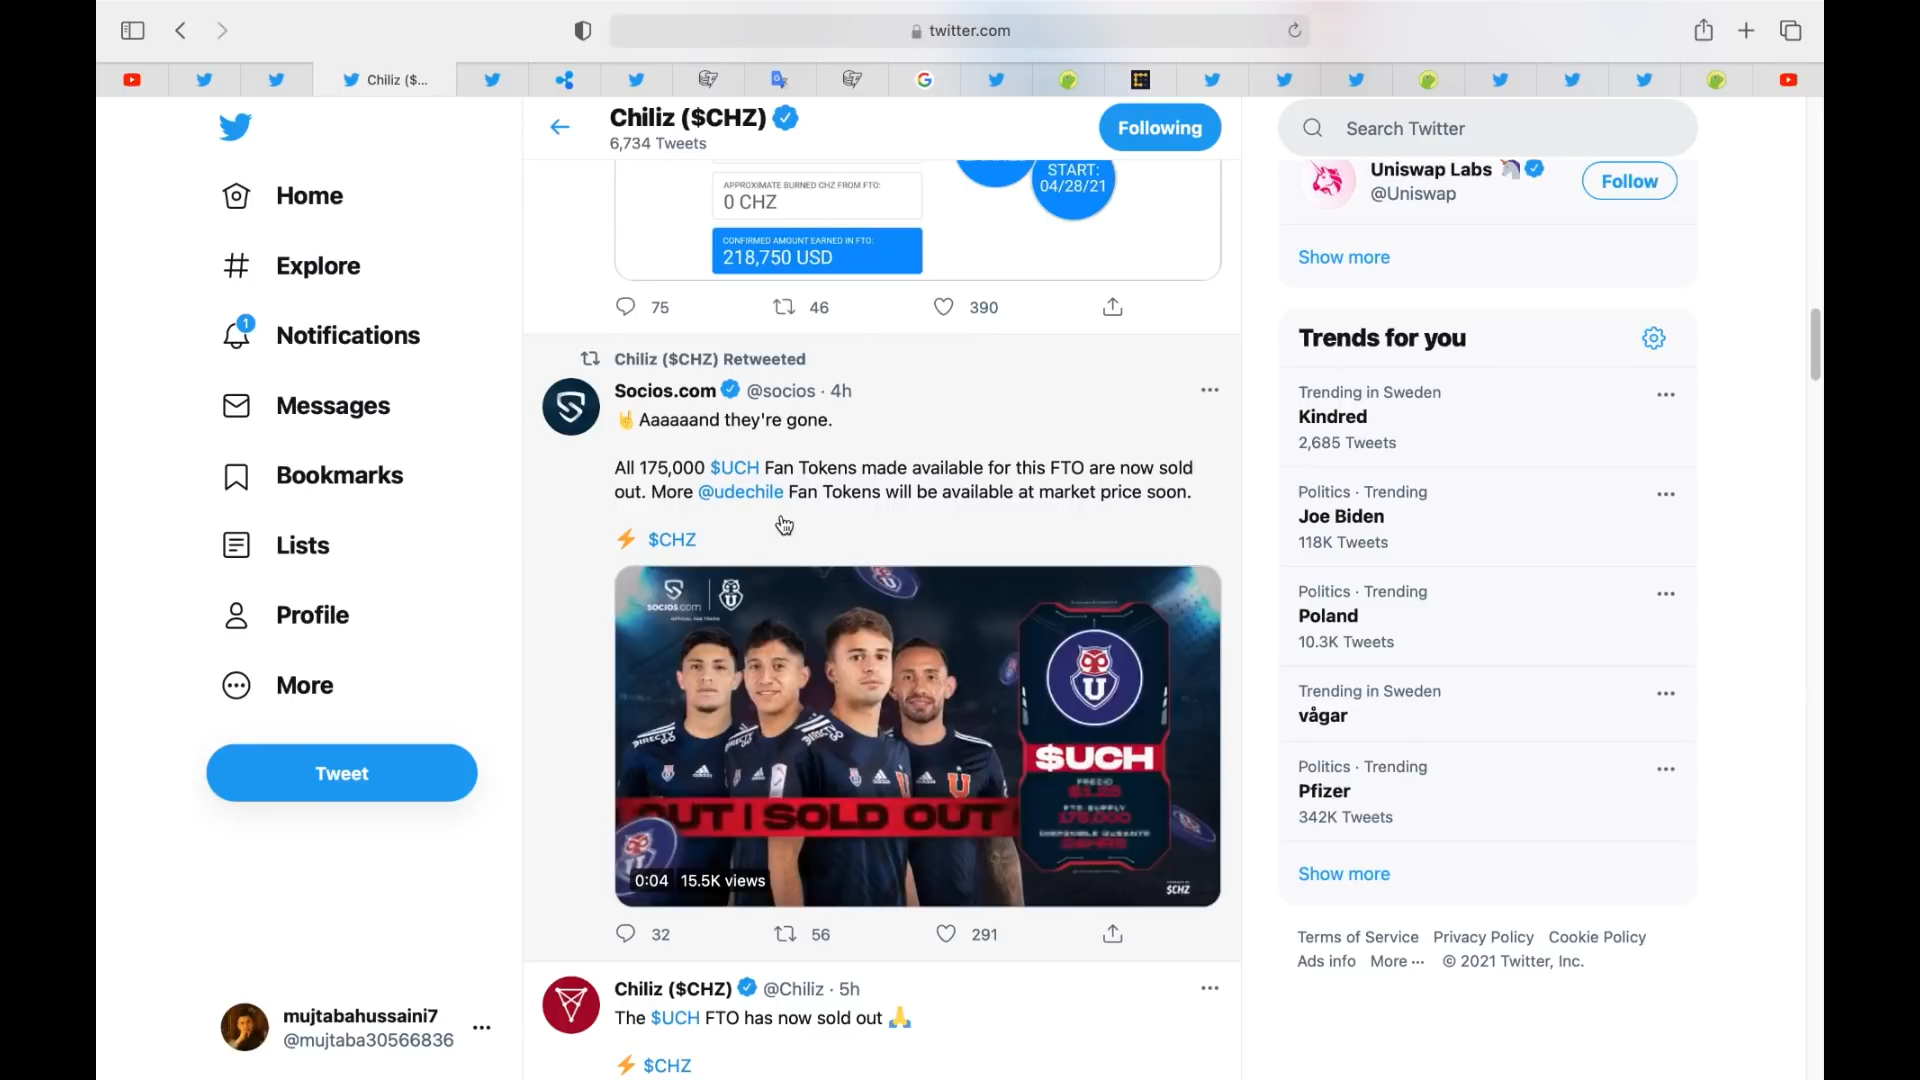 twitter.com
Chiliz ($...
Chiliz ($CHZ)
6,734 Tweets
Following
Search Twitter
Home
Explore
1
Notifications
Messages
Bookmarks
Lists
Profile
More
Tweet
mujtabahussaini7
@mujtaba30566836
APPROXIMATE BURNED CHZ FROM FTO:
0 CHZ
CONFIRMED AMOUNT EARNED IN FTO:
218,750 USD
START:
04/28/21
75 46 390
Chiliz ($CHZ) Retweeted
Socios.com @socios · 4h
🤘Aaaaaand they're gone.
All 175,000 $UCH Fan Tokens made available for this FTO are now sold
out. More @udechile Fan Tokens will be available at market price soon.
⚡ $CHZ
socios.com
U
DIRECTV
GO
U
$UCH
PRECIO
$1.25
FTO SUPPLY
175,000
24HRS
OUT | SOLD OUT
0:04 15.5K views
$CHZ
32 56 291
Chiliz ($CHZ) @Chiliz · 5h
The $UCH FTO has now sold out 🙏
⚡ $CHZ
Uniswap Labs 🦄
@Uniswap
Follow
Show more
Trends for you
Trending in Sweden
Kindred
2,685 Tweets
Politics · Trending
Joe Biden
118K Tweets
Politics · Trending
Poland
10.3K Tweets
Trending in Sweden
vågar
Politics · Trending
Pfizer
342K Tweets
Show more
Terms of Service Privacy Policy Cookie Policy
Ads info More ··· © 2021 Twitter, Inc.